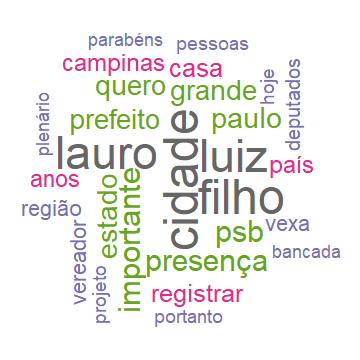 parabéns
pessoas
campinas
casa
quero
grande
hoje
deputados
plenário
prefeito
cidade
paulo
lauro
luiz
país
anos
filho
região
estado
importante
psb
vexa
vereador
projeto
presença
bancada
registrar
portanto